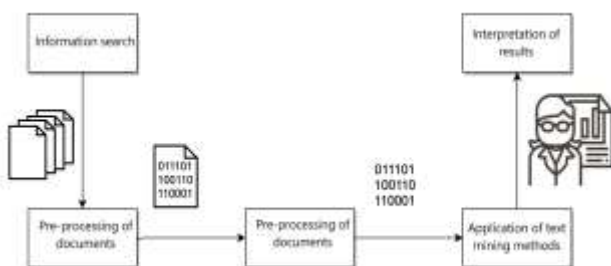 Information search
Interpretation of
results
011101
100110
110001
011101
100110
110001
Pre-processing of
documents
Pre-processing of
documents
Application of text
mining methods